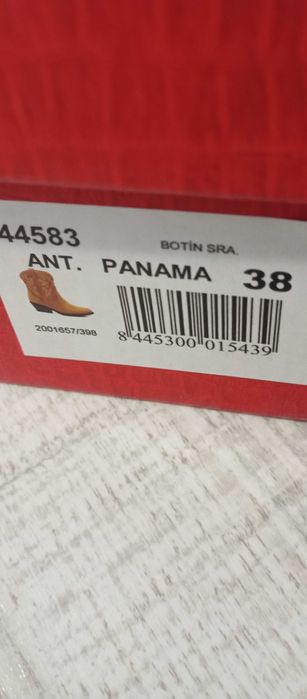 44583
BOTÍN SRA.
ANT. PANAMA 38
2001657/398
8 445300 015439